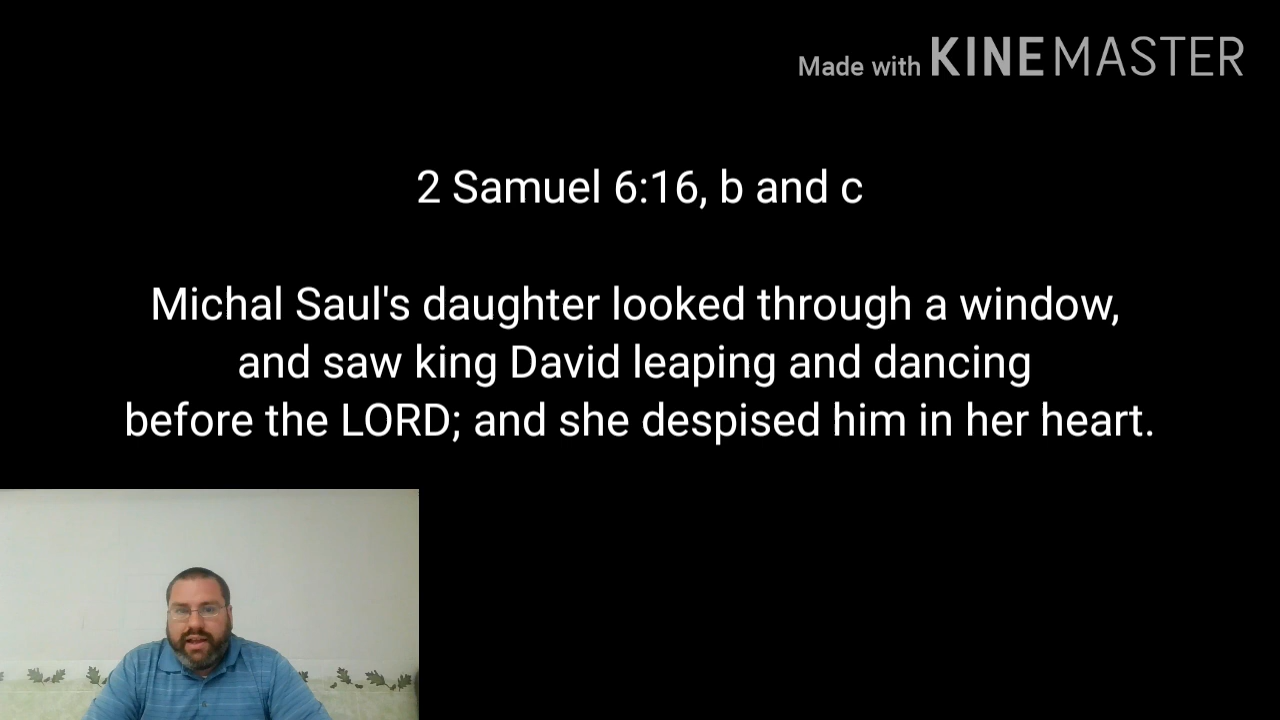 Made with KINEMASTER
2 Samuel 6:16, b and c
Michal Saul's daughter looked through a window,
and saw king David leaping and dancing
before the LORD; and she despised him in her heart.